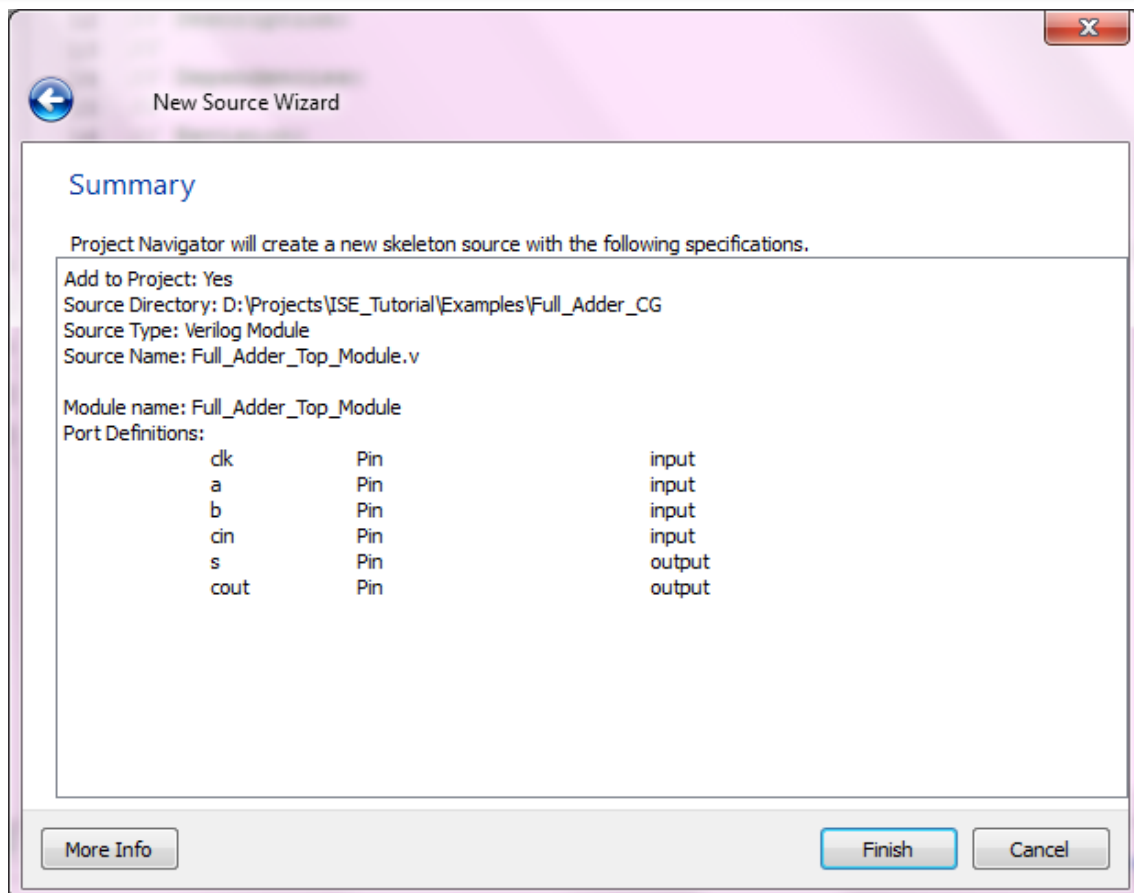 New Source Wizard
Summary
Project Navigator will create a new skeleton source with the following specifications.
Add to Project: Yes
Source Directory: D:\Projects\ISE_Tutorial\Examples\Full_Adder_CG
Source Type: Verilog Module
Source Name: Full_Adder_Top_Module.v
Module name: Full_Adder_Top_Module
Port Definitions:
clk Pin input
a Pin input
b Pin input
cin Pin input
s Pin output
cout Pin output
More Info Finish Cancel